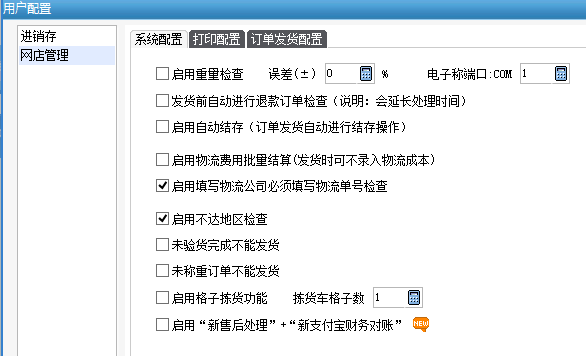 用户配置
进销存
网店管理
系统配置 打印配置 订单发货配置
启用重量检查 误差(±) 0 % 电子称端口:COM 1
发货前自动进行退款订单检查(说明:会延长处理时间)
启用自动结存(订单发货自动进行结存操作)
启用物流费用批量结算(发货时可不录入物流成本)
启用填写物流公司必须填写物流单号检查
启用不达地区检查
未验货完成不能发货
未称重订单不能发货
启用格子拣货功能 拣货车格子数 1
启用“新售后处理”+“新支付宝财务对账” NEW